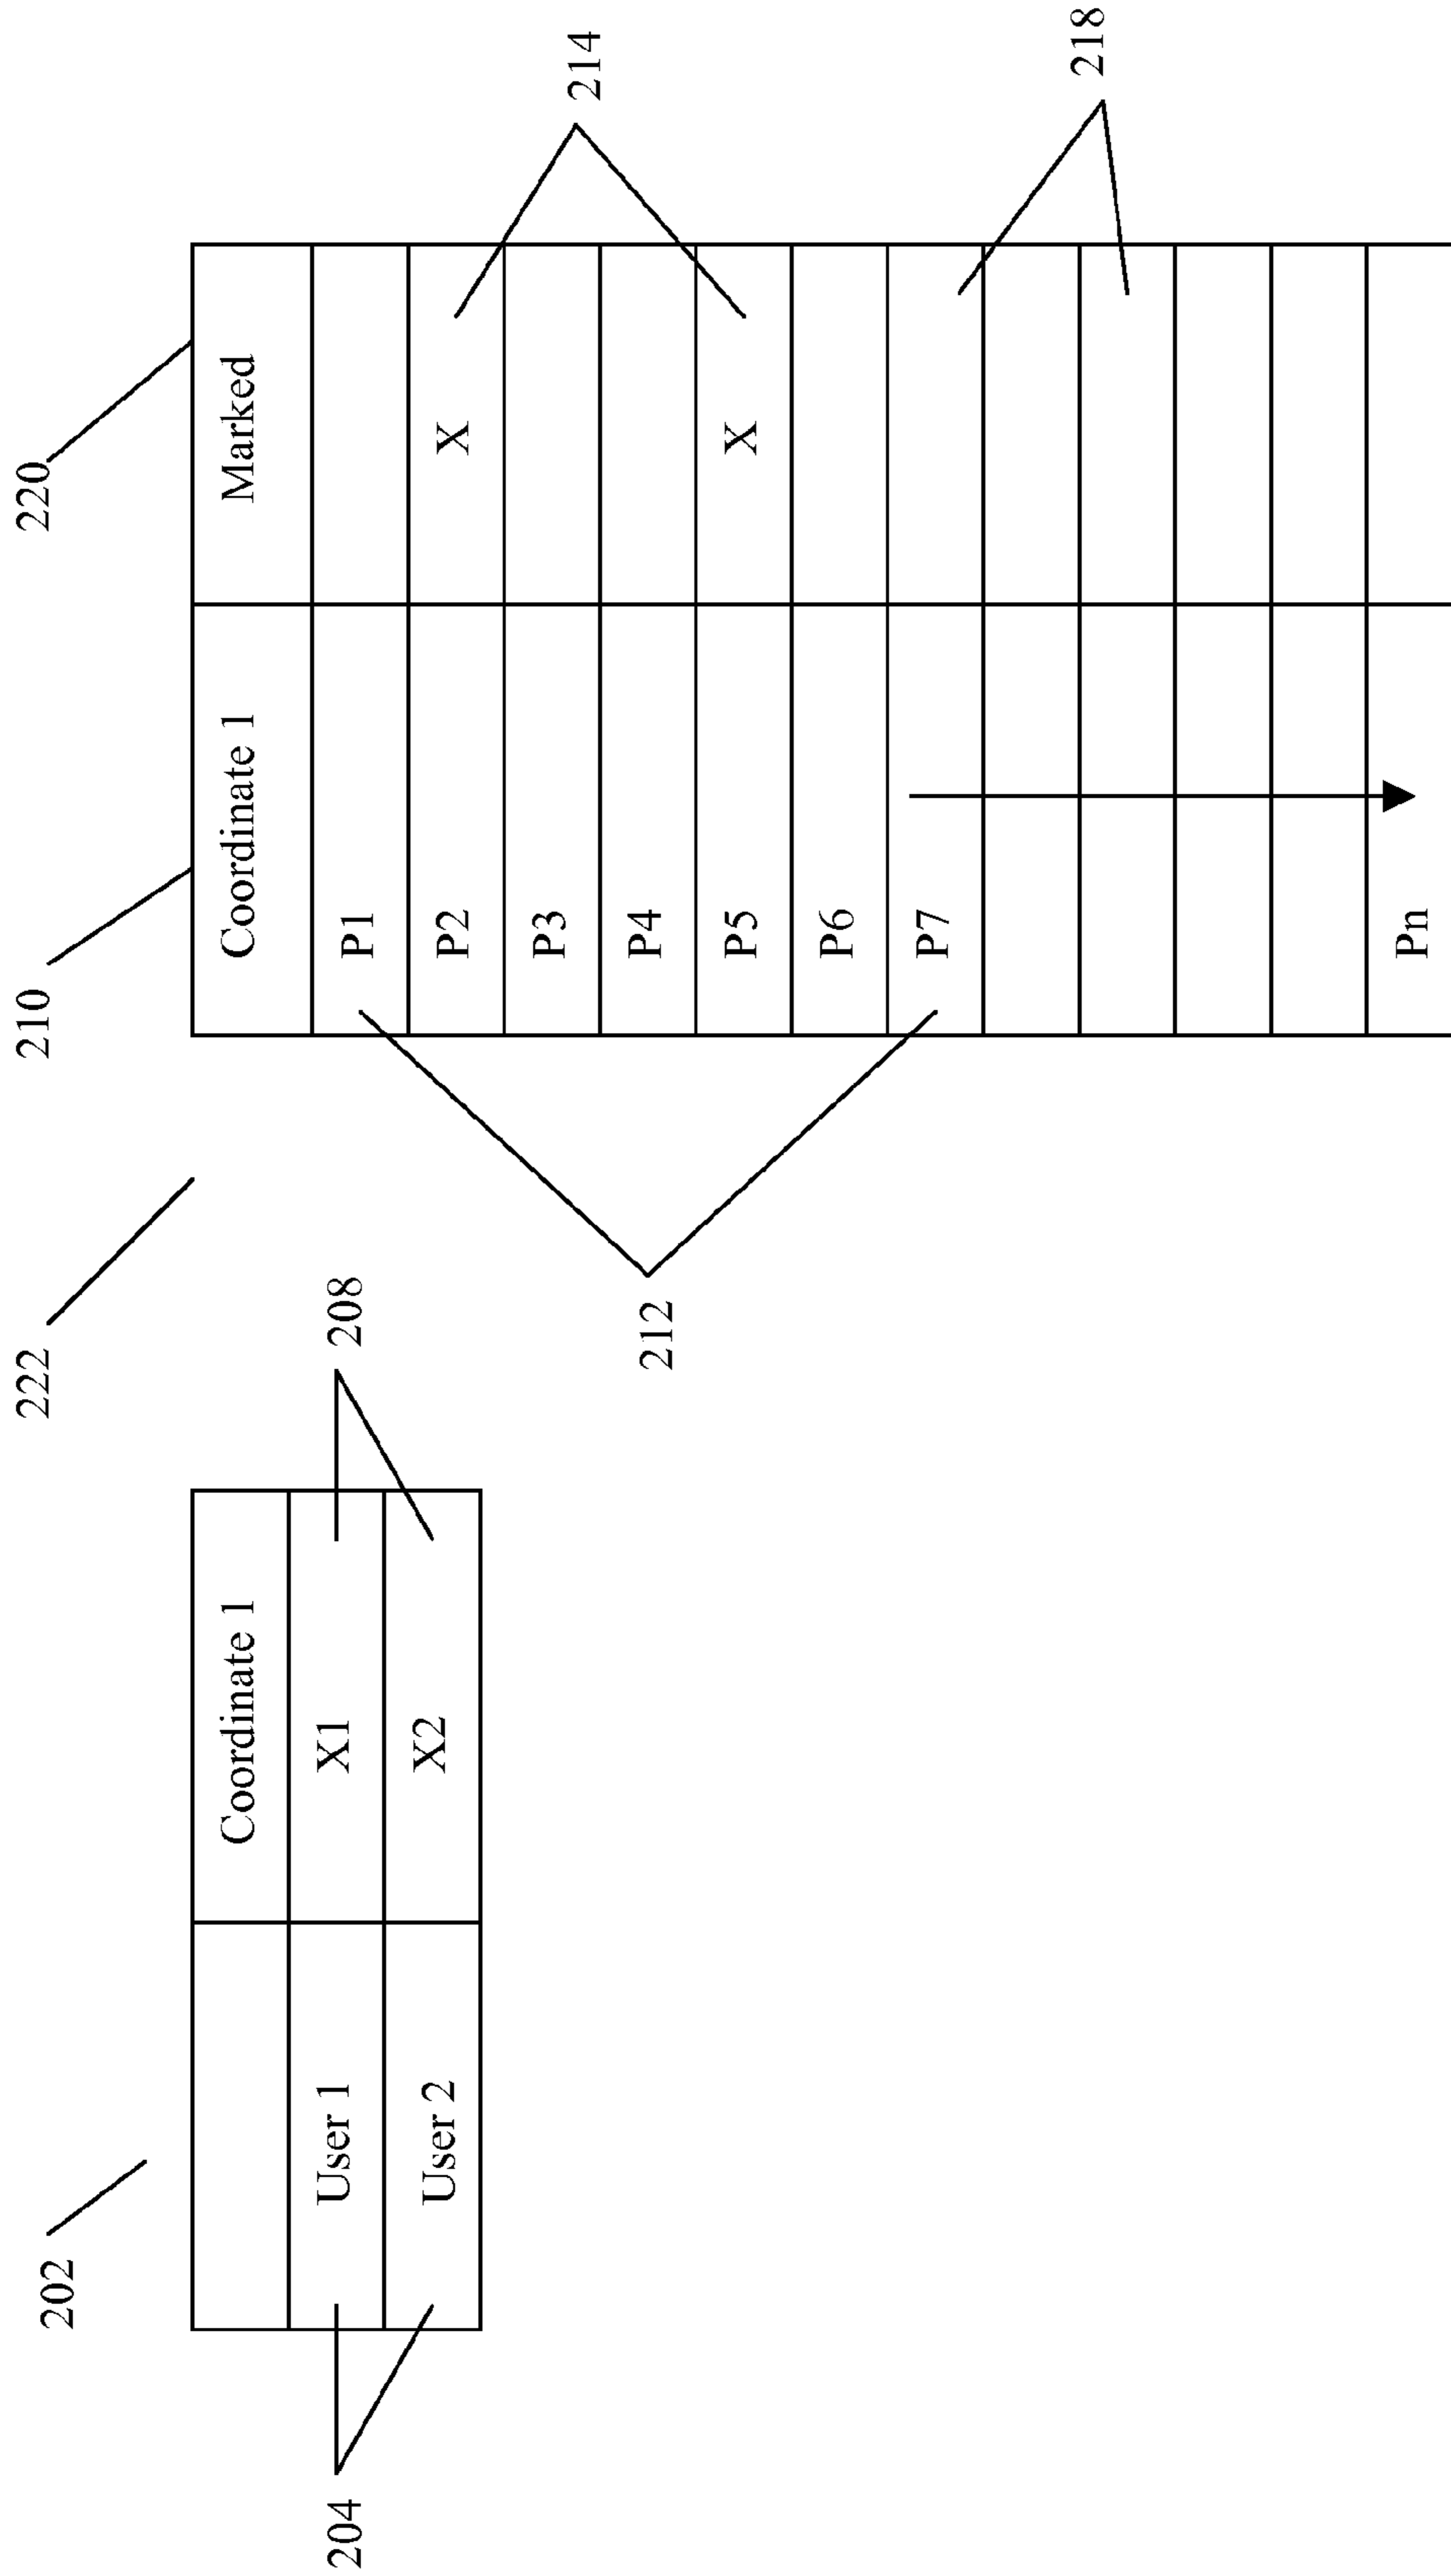 202
222
210
220
Coordinate 1
User 1
X1
User 2
X2
204
208
Coordinate 1
Marked
P1
P2
X
P3
P4
P5
X
P6
P7
Pn
212
214
218